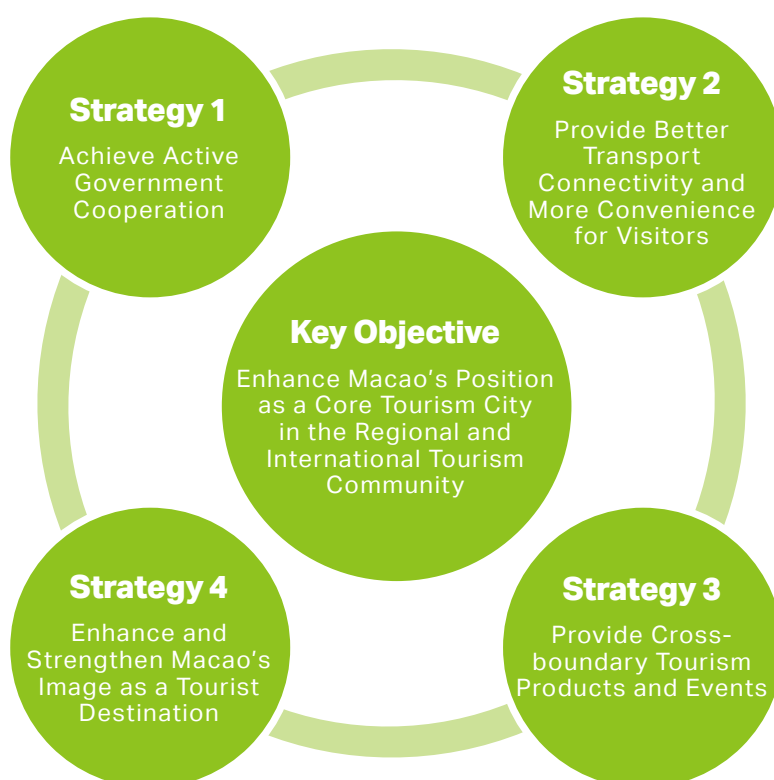 Strategy 1
Achieve Active
Government
Cooperation
Strategy 2
Provide Better
Transport
Connectivity and
More Convenience
for Visitors
Key Objective
Enhance Macao’s Position
as a Core Tourism City
in the Regional and
International Tourism
Community
Strategy 4
Enhance and
Strengthen Macao’s
Image as a Tourist
Destination
Strategy 3
Provide Cross-
boundary Tourism
Products and Events